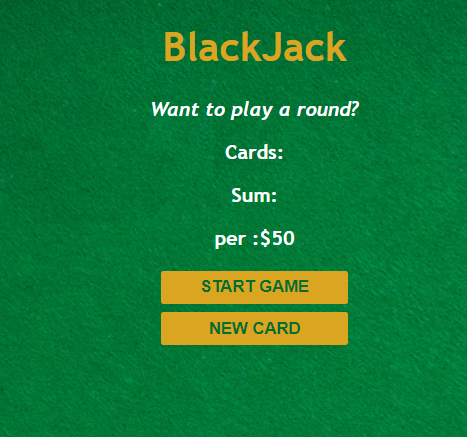 BlackJack
Want to play a round?
Cards:
Sum:
per :$50
START GAME
NEW CARD